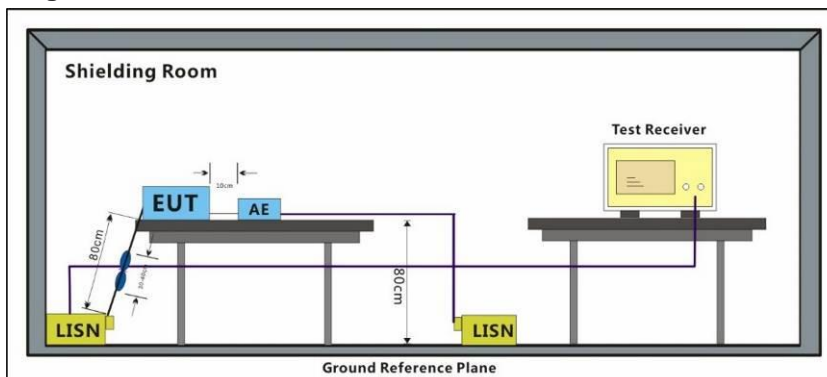 Shielding Room
Test Receiver
10cm
EUT
AE
80cm
80cm
LISN
LISN
Ground Reference Plane